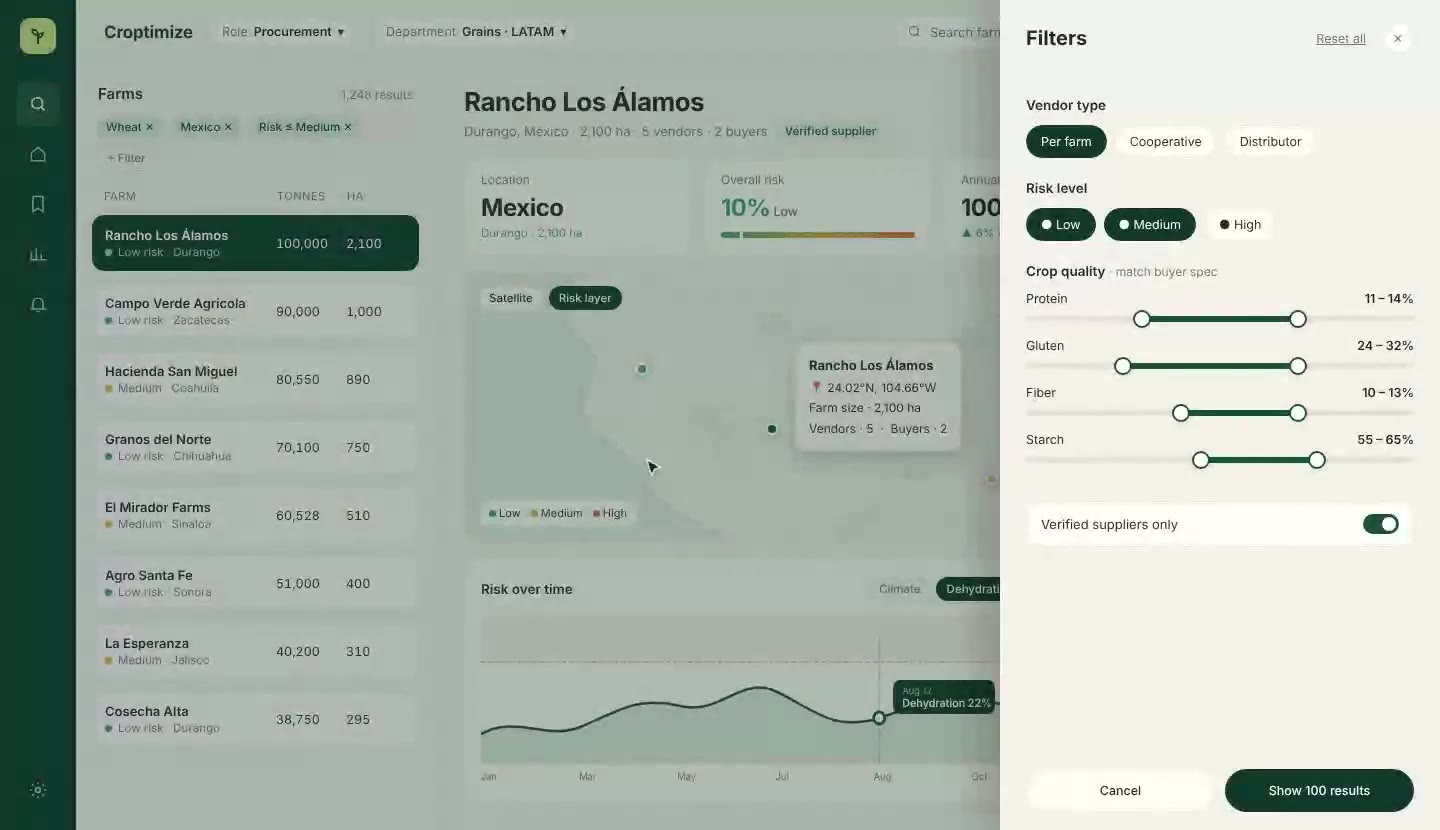 Croptimize
Role Procurement ▾
Department Grains · LATAM ▾
Search farm
Farms
1,248 results
Wheat ×
Mexico ×
Risk ≤ Medium ×
+ Filter
FARM TONNES HA
Rancho Los Álamos 100,000 2,100
Low risk · Durango
Campo Verde Agrícola 90,000 1,000
Low risk · Zacatecas
Hacienda San Miguel 80,550 890
Medium · Coahuila
Granos del Norte 70,100 750
Low risk · Chihuahua
El Mirador Farms 60,528 510
Medium · Sinaloa
Agro Santa Fe 51,000 400
Low risk · Sonora
La Esperanza 40,200 310
Medium · Jalisco
Cosecha Alta 38,750 295
Low risk · Durango
Rancho Los Álamos
Durango, Mexico · 2,100 ha · 5 vendors · 2 buyers
Verified supplier
Location
Mexico
Durango · 2,100 ha
Overall risk
10% Low
Annual
100
▲ 6%
Satellite
Risk layer
Rancho Los Álamos
📍 24.02°N, 104.66°W
Farm size · 2,100 ha
Vendors · 5 · Buyers · 2
Low Medium High
Risk over time
Climate
Dehydrati
Aug 12
Dehydration 22%
Jan Mar May Jul Aug Oct
Filters
Reset all
×
Vendor type
Per farm
Cooperative
Distributor
Risk level
Low
Medium
High
Crop quality · match buyer spec
Protein 11 – 14%
Gluten 24 – 32%
Fiber 10 – 13%
Starch 55 – 65%
Verified suppliers only
Cancel
Show 100 results